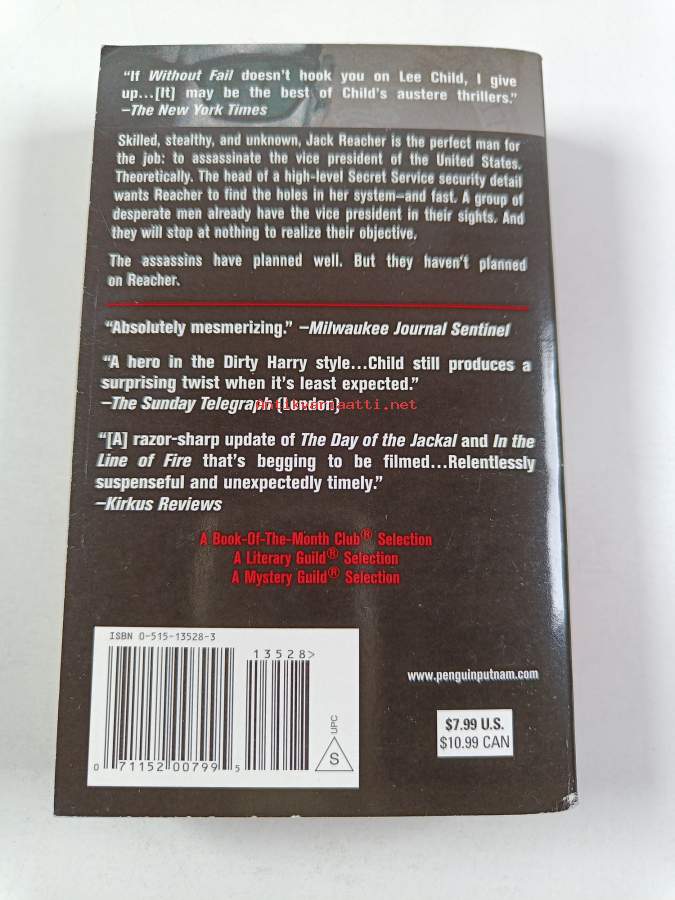 “If Without Fail doesn’t hook you on Lee Child, I give
up...[It] may be the best of Child’s austere thrillers.”
–The New York Times
Skilled, stealthy, and unknown, Jack Reacher is the perfect man for
the job: to assassinate the vice president of the United States.
Theoretically. The head of a high-level Secret Service security detail
wants Reacher to find the holes in her system–and fast. A group of
desperate men already have the vice president in their sights. And
they will stop at nothing to realize their objective.
The assassins have planned well. But they haven’t planned
on Reacher.
“Absolutely mesmerizing.” –Milwaukee Journal Sentinel
“A hero in the Dirty Harry style...Child still produces a
surprising twist when it’s least expected.”
–The Sunday Telegraph (London)
antikvariaatti.net
“[A] razor-sharp update of The Day of the Jackal and In the
Line of Fire that’s begging to be filmed...Relentlessly
suspenseful and unexpectedly timely.”
–Kirkus Reviews
A Book-Of-The-Month Club® Selection
A Literary Guild® Selection
A Mystery Guild® Selection
ISBN 0-515-13528-3
13528>
0 71152 00799 5
UPC
S
www.penguinputnam.com
$7.99 U.S.
$10.99 CAN